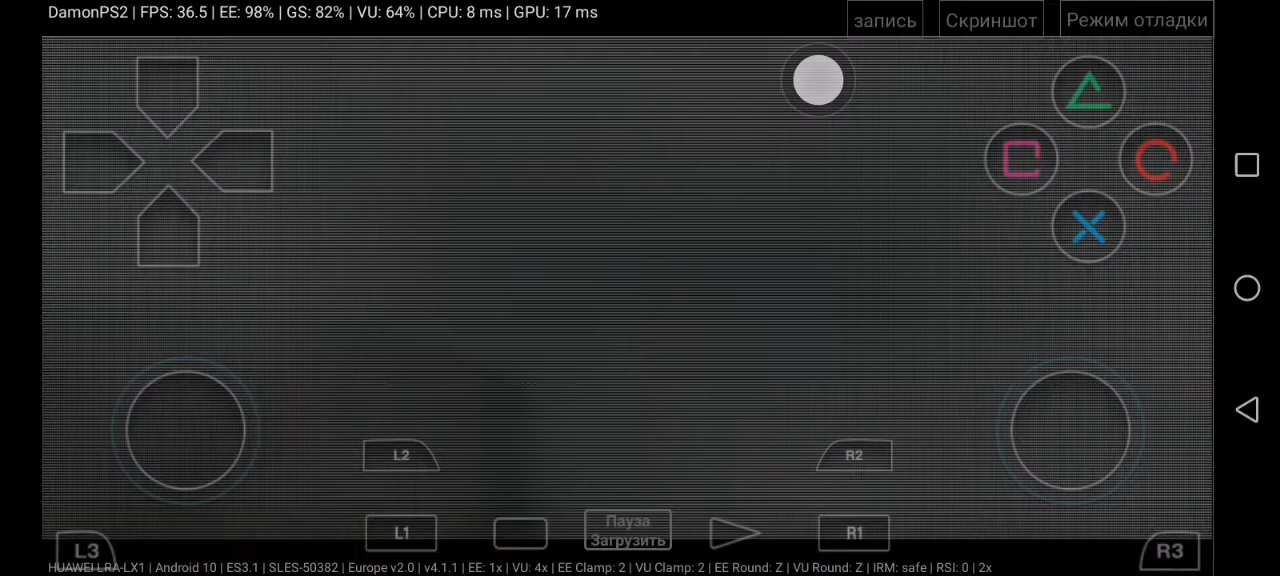 DamonPS2 | FPS: 36.5 | EE: 98% | GS: 82% | VU: 64% | CPU: 8 ms | GPU: 17 ms
запись
Скриншот
Режим отладки
L2
R2
L1
Пауза
Загрузить
R1
L3
R3
HUAWEI LRA-LX1 | Android 10 | ES3.1 | SLES-50382 | Europe v2.0 | v4.1.1 | EE: 1x | VU: 4x | EE Clamp: 2 | VU Clamp: 2 | EE Round: Z | VU Round: Z | IRM: safe | RSI: 0 | 2x